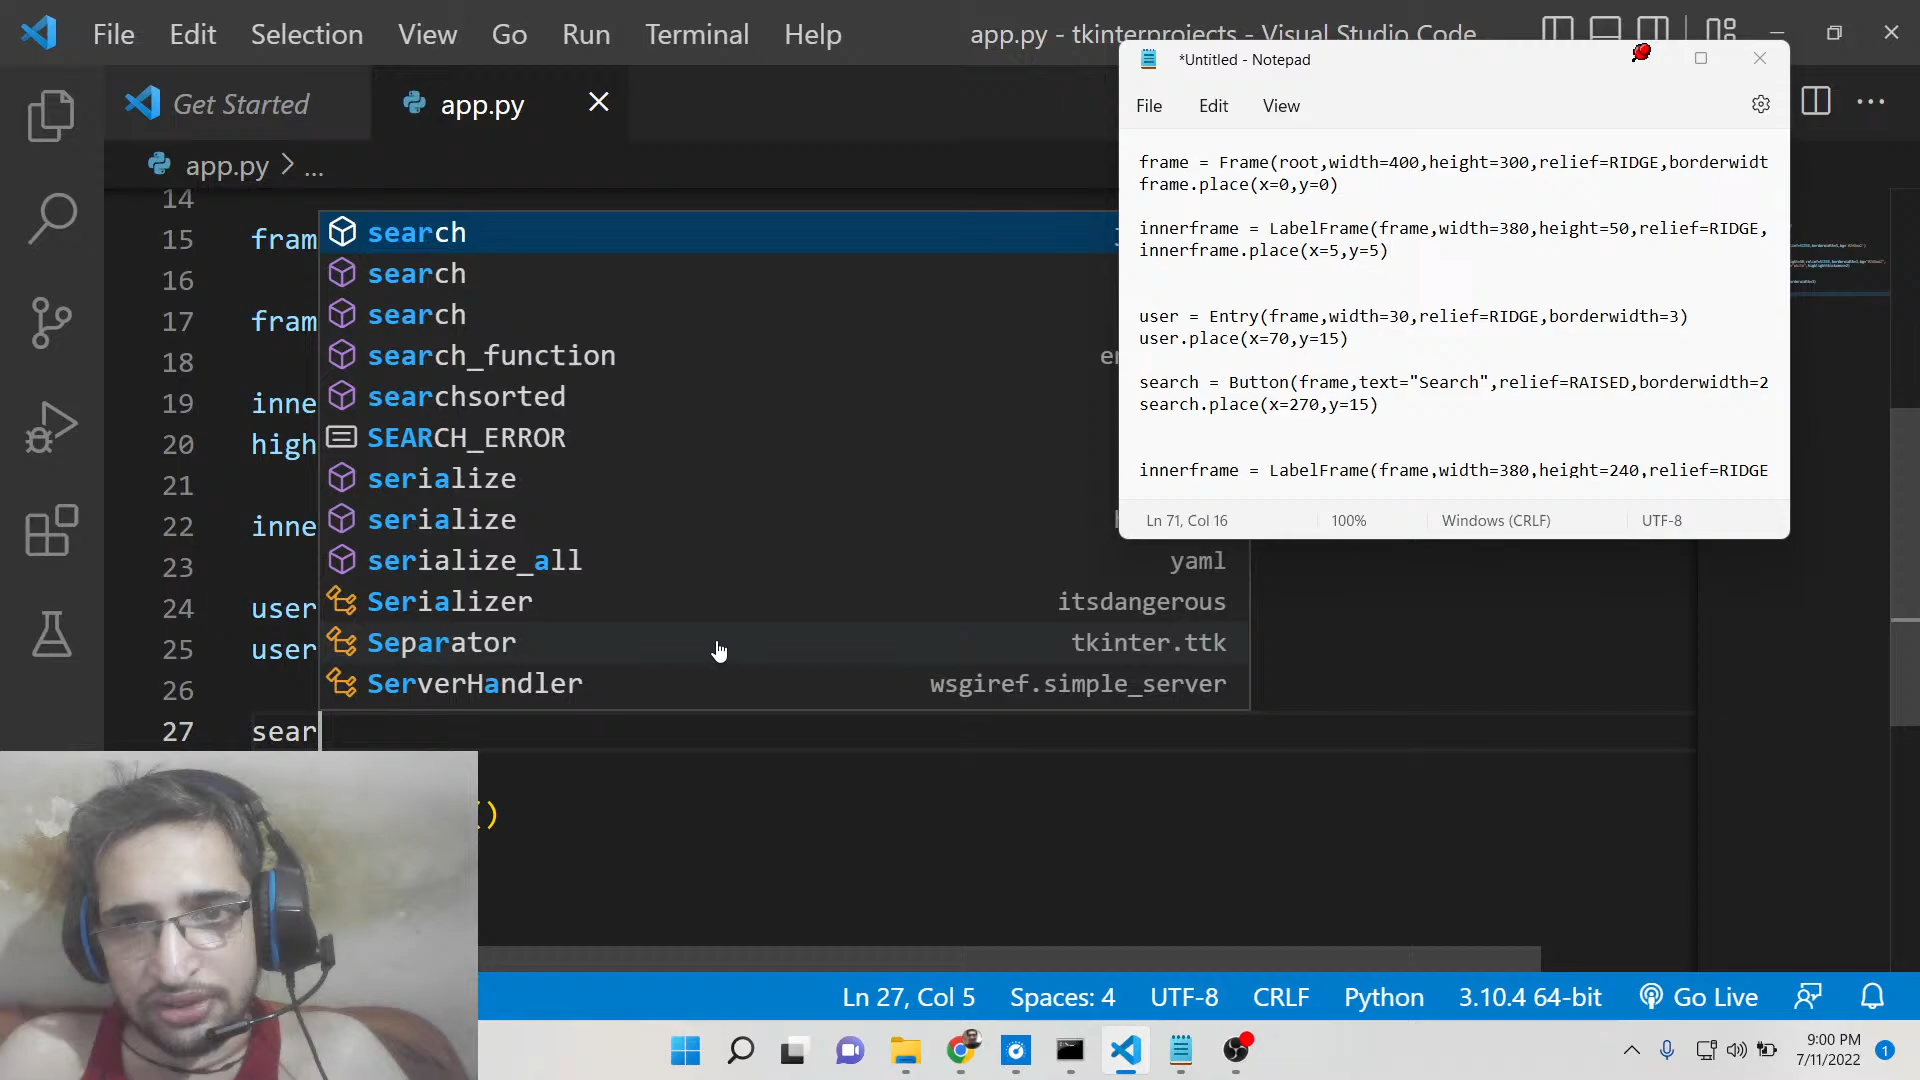 File Edit Selection View Go Run Terminal Help
app.py - tkinterprojects - Visual Studio Code
Get Started
app.py
app.py > ...
14
15 fram
16
17 fram
18
19 inne
20 high
21
22 inne
23
24 user
25 user
26
27 sear
()
search
search
search
search_function
searchsorted
SEARCH_ERROR
serialize
serialize
serialize_all yaml
Serializer itsdangerous
Separator tkinter.ttk
ServerHandler wsgiref.simple_server
*Untitled - Notepad
File Edit View
frame = Frame(root,width=400,height=300,relief=RIDGE,borderwidt
frame.place(x=0,y=0)
innerframe = LabelFrame(frame,width=380,height=50,relief=RIDGE,
innerframe.place(x=5,y=5)
user = Entry(frame,width=30,relief=RIDGE,borderwidth=3)
user.place(x=70,y=15)
search = Button(frame,text="Search",relief=RAISED,borderwidth=2
search.place(x=270,y=15)
innerframe = LabelFrame(frame,width=380,height=240,relief=RIDGE
Ln 71, Col 16 100% Windows (CRLF) UTF-8
Ln 27, Col 5 Spaces: 4 UTF-8 CRLF Python 3.10.4 64-bit Go Live
9:00 PM
7/11/2022 1